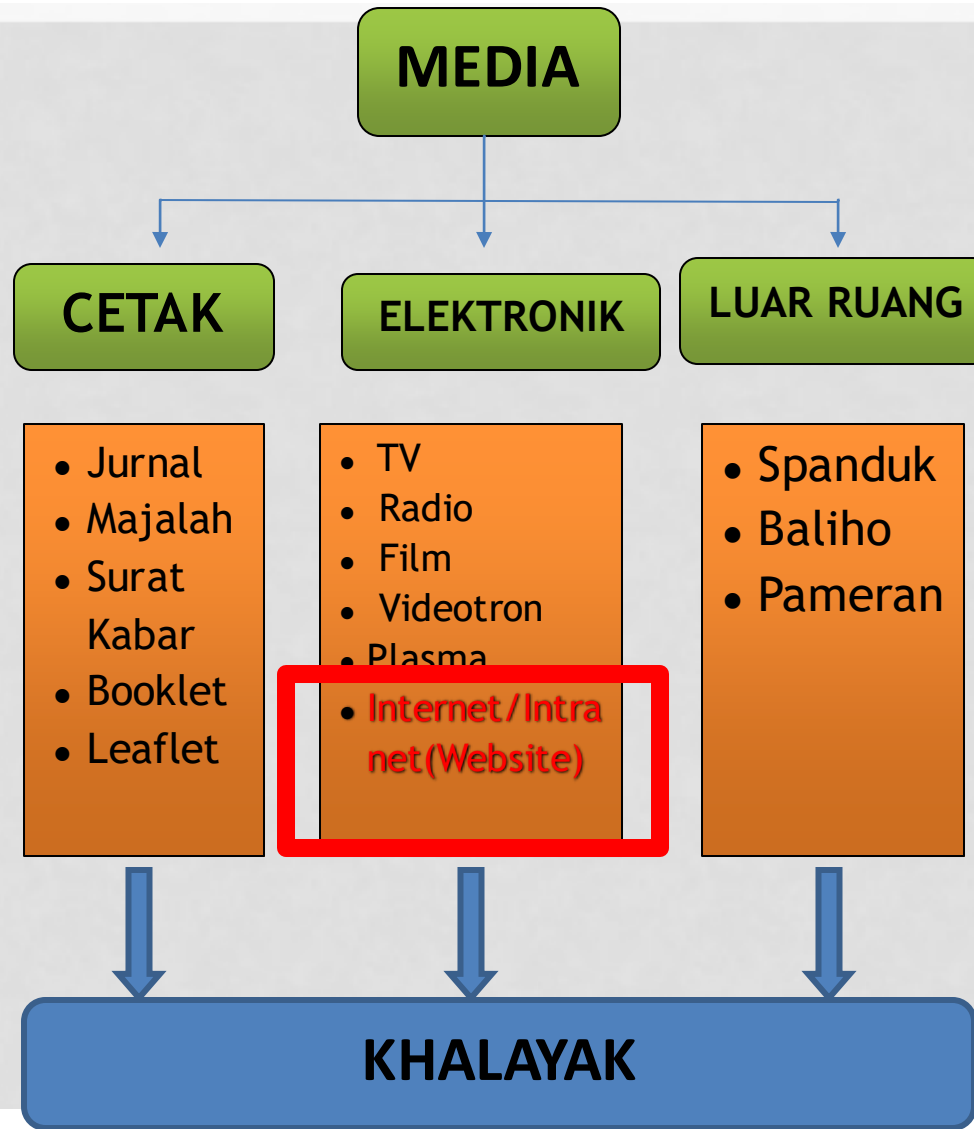 MEDIA
CETAK
ELEKTRONIK
LUAR RUANG
• Jurnal
• Majalah
• Surat
Kabar
• Booklet
• Leaflet
• TV
• Radio
• Film
• Videotron
• Plasma
• Internet/Intra
net(Website)
• Spanduk
• Baliho
• Pameran
KHALAYAK